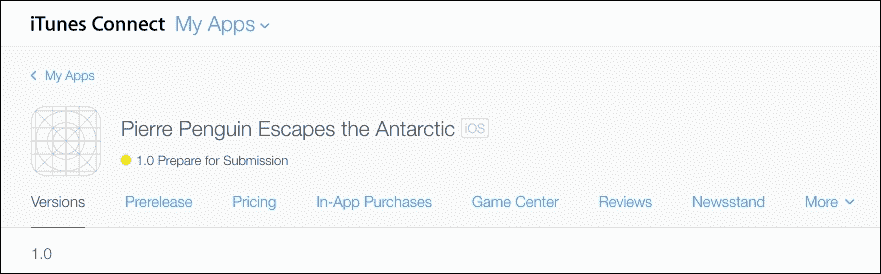 iTunes Connect My Apps
My Apps
Pierre Penguin Escapes the Antarctic iOS
1.0 Prepare for Submission
Versions Prerelease Pricing In-App Purchases Game Center Reviews Newsstand More
1.0